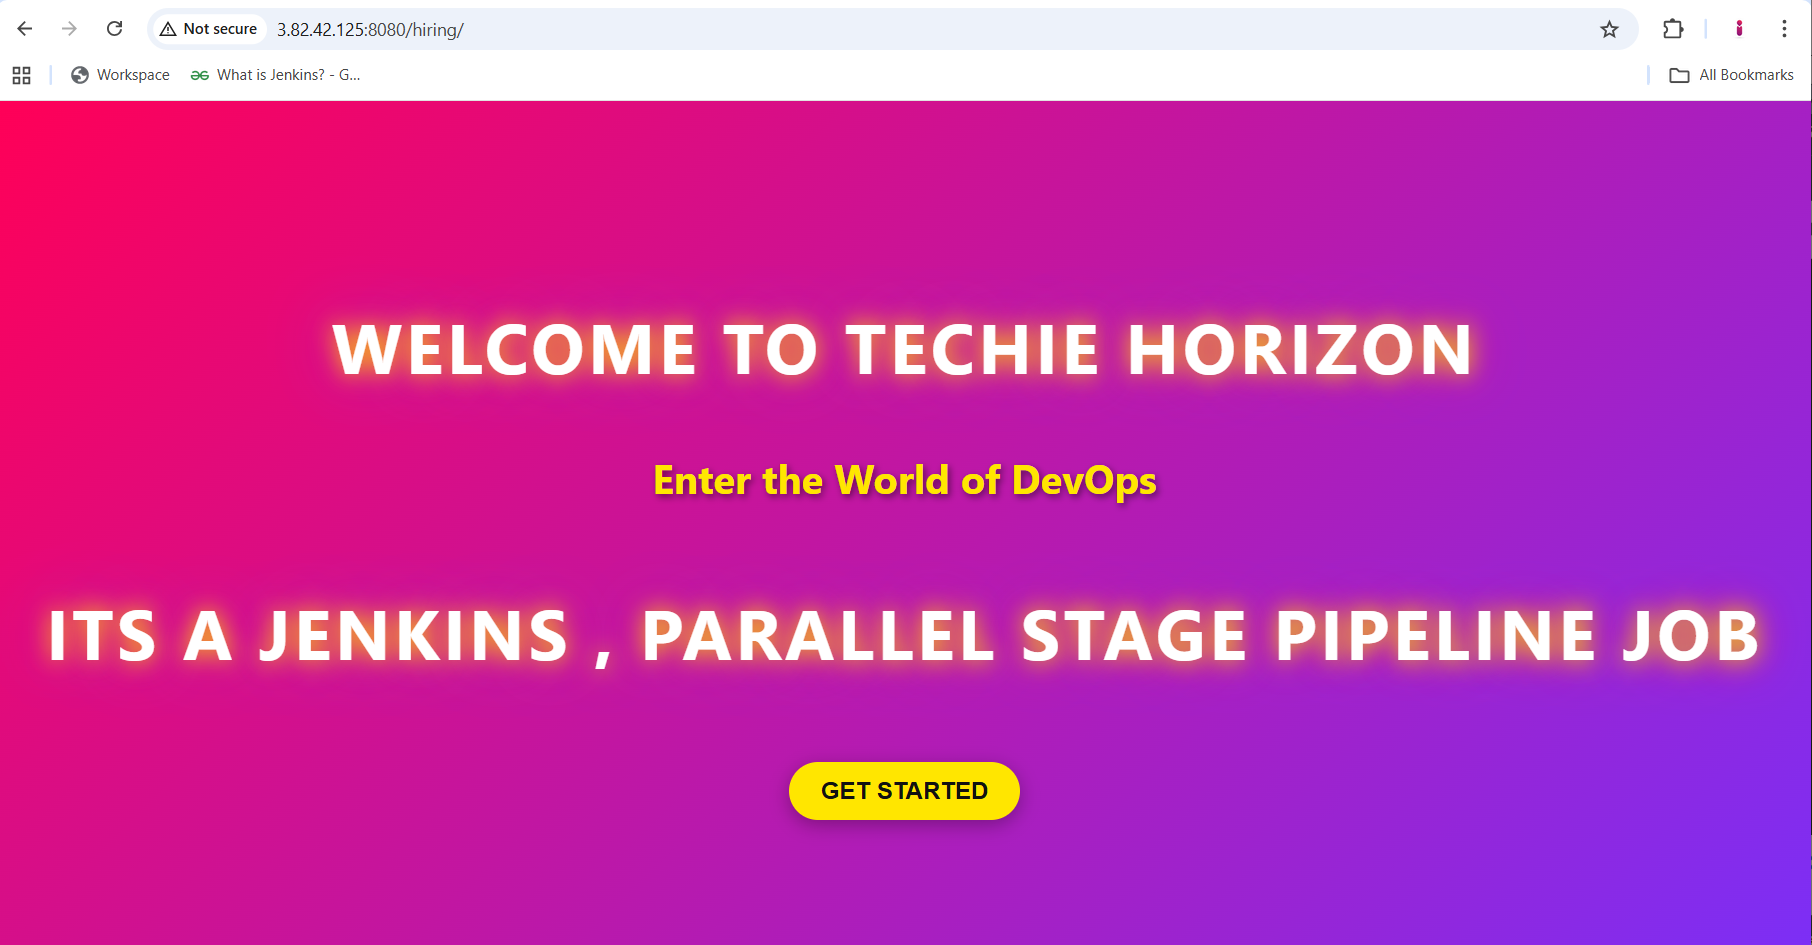 Not secure 3.82.42.125:8080/hiring/
Workspace What is Jenkins? - G... All Bookmarks
WELCOME TO TECHIE HORIZON
Enter the World of DevOps
ITS A JENKINS , PARALLEL STAGE PIPELINE JOB
GET STARTED